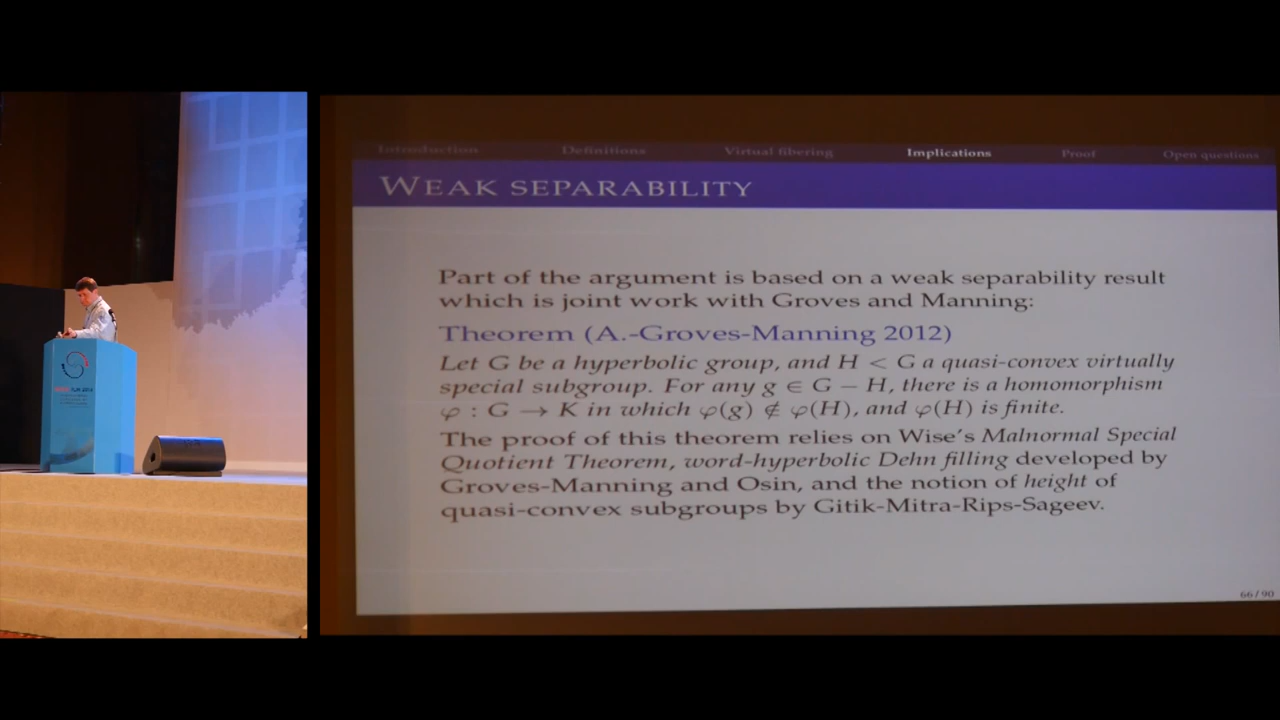 Introduction Definitions Virtual fibering Implications Proof Open questions
WEAK SEPARABILITY
Part of the argument is based on a weak separability result
which is joint work with Groves and Manning:
Theorem (A.-Groves-Manning 2012)
Let G be a hyperbolic group, and H < G a quasi-convex virtually
special subgroup. For any g ∈ G − H, there is a homomorphism
φ : G → K in which φ(g) ∉ φ(H), and φ(H) is finite.
The proof of this theorem relies on Wise's Malnormal Special
Quotient Theorem, word-hyperbolic Dehn filling developed by
Groves-Manning and Osin, and the notion of height of
quasi-convex subgroups by Gitik-Mitra-Rips-Sageev.
66 / 90